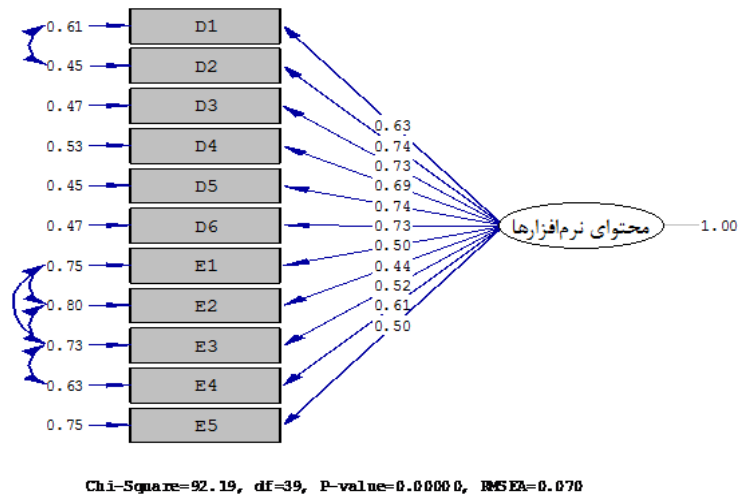 0.61 D1
0.45 D2
0.47 D3
0.53 D4
0.45 D5
0.47 D6
0.75 E1
0.80 E2
0.73 E3
0.63 E4
0.75 E5
0.63
0.74
0.73
0.69
0.74
0.73
0.50
0.44
0.52
0.61
0.50
محتوای نرم‌افزارها
1.00
Chi-Square=92.19, df=39, P-value=0.00000, RMSEA=0.070